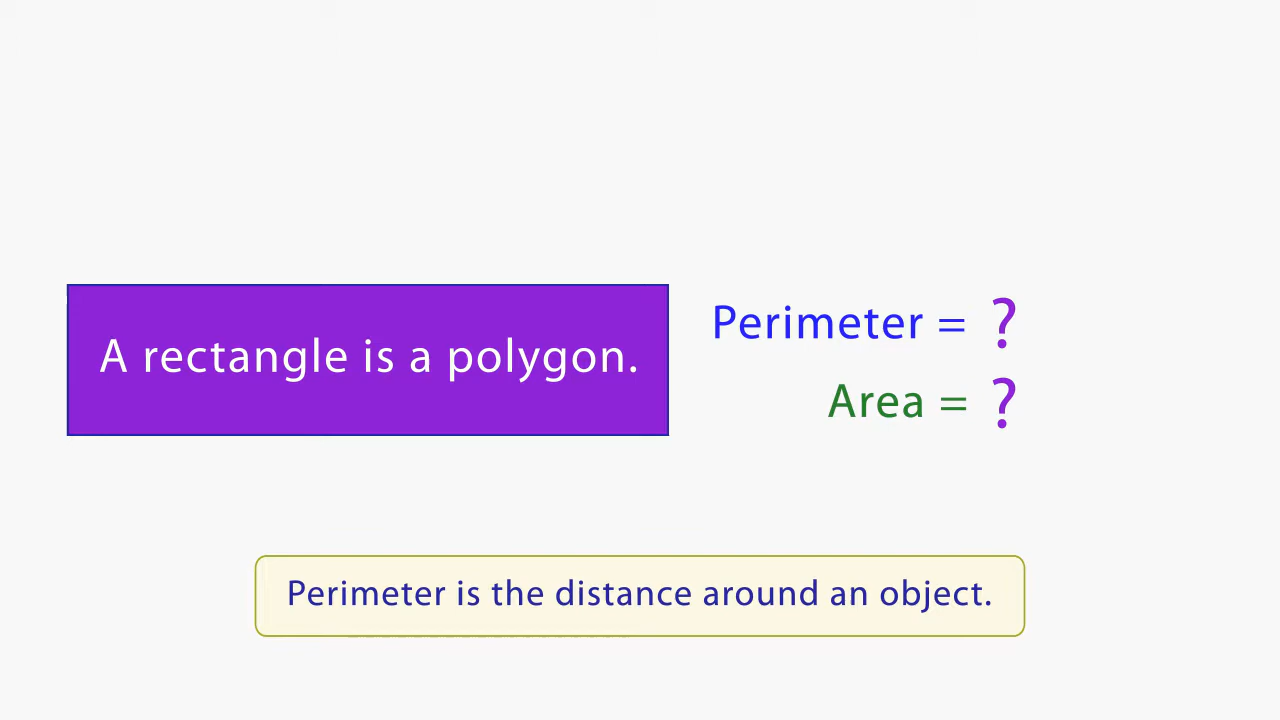 A rectangle is a polygon.
Perimeter = ?
Area = ?
Perimeter is the distance around an object.